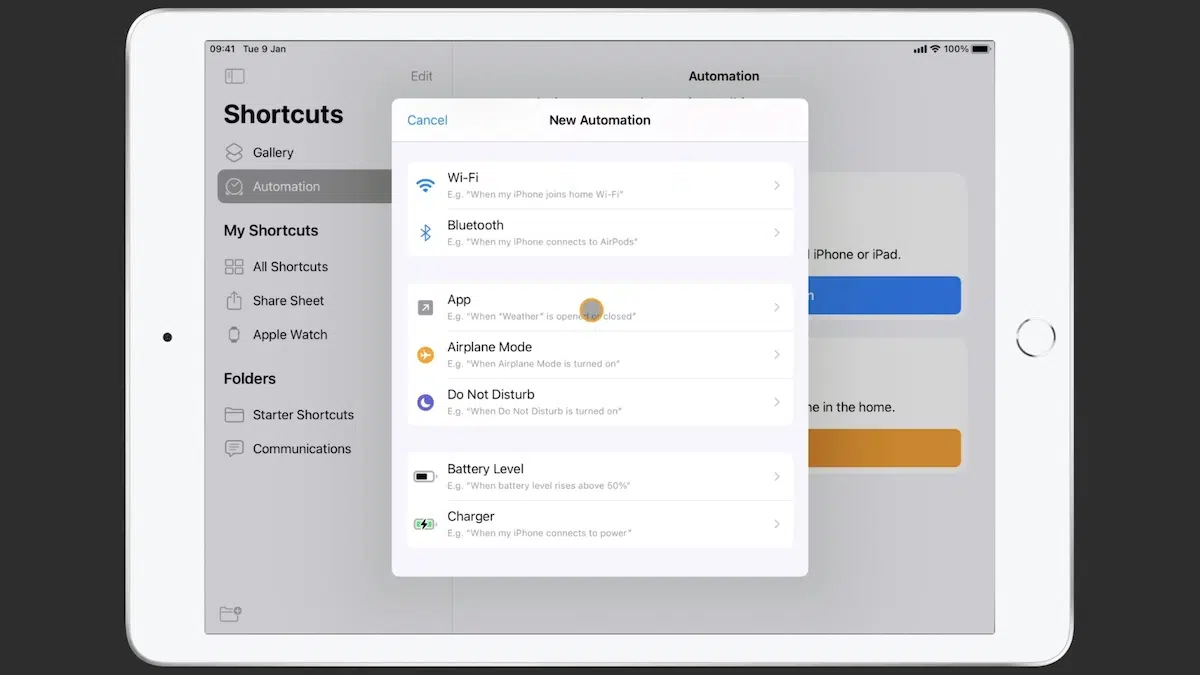 09:41 Tue 9 Jan
100%
Edit
Automation
Shortcuts
Gallery
Automation
My Shortcuts
All Shortcuts
Share Sheet
Apple Watch
Folders
Starter Shortcuts
Communications
Cancel
New Automation
Wi-Fi
E.g. "When my iPhone joins home Wi-Fi"
Bluetooth
E.g. "When my iPhone connects to AirPods"
App
E.g. "When "Weather" is opened or closed"
Airplane Mode
E.g. "When Airplane Mode is turned on"
Do Not Disturb
E.g. "When Do Not Disturb is turned on"
Battery Level
E.g. "When battery level rises above 50%"
Charger
E.g. "When my iPhone connects to power"
iPhone or iPad.
in the home.